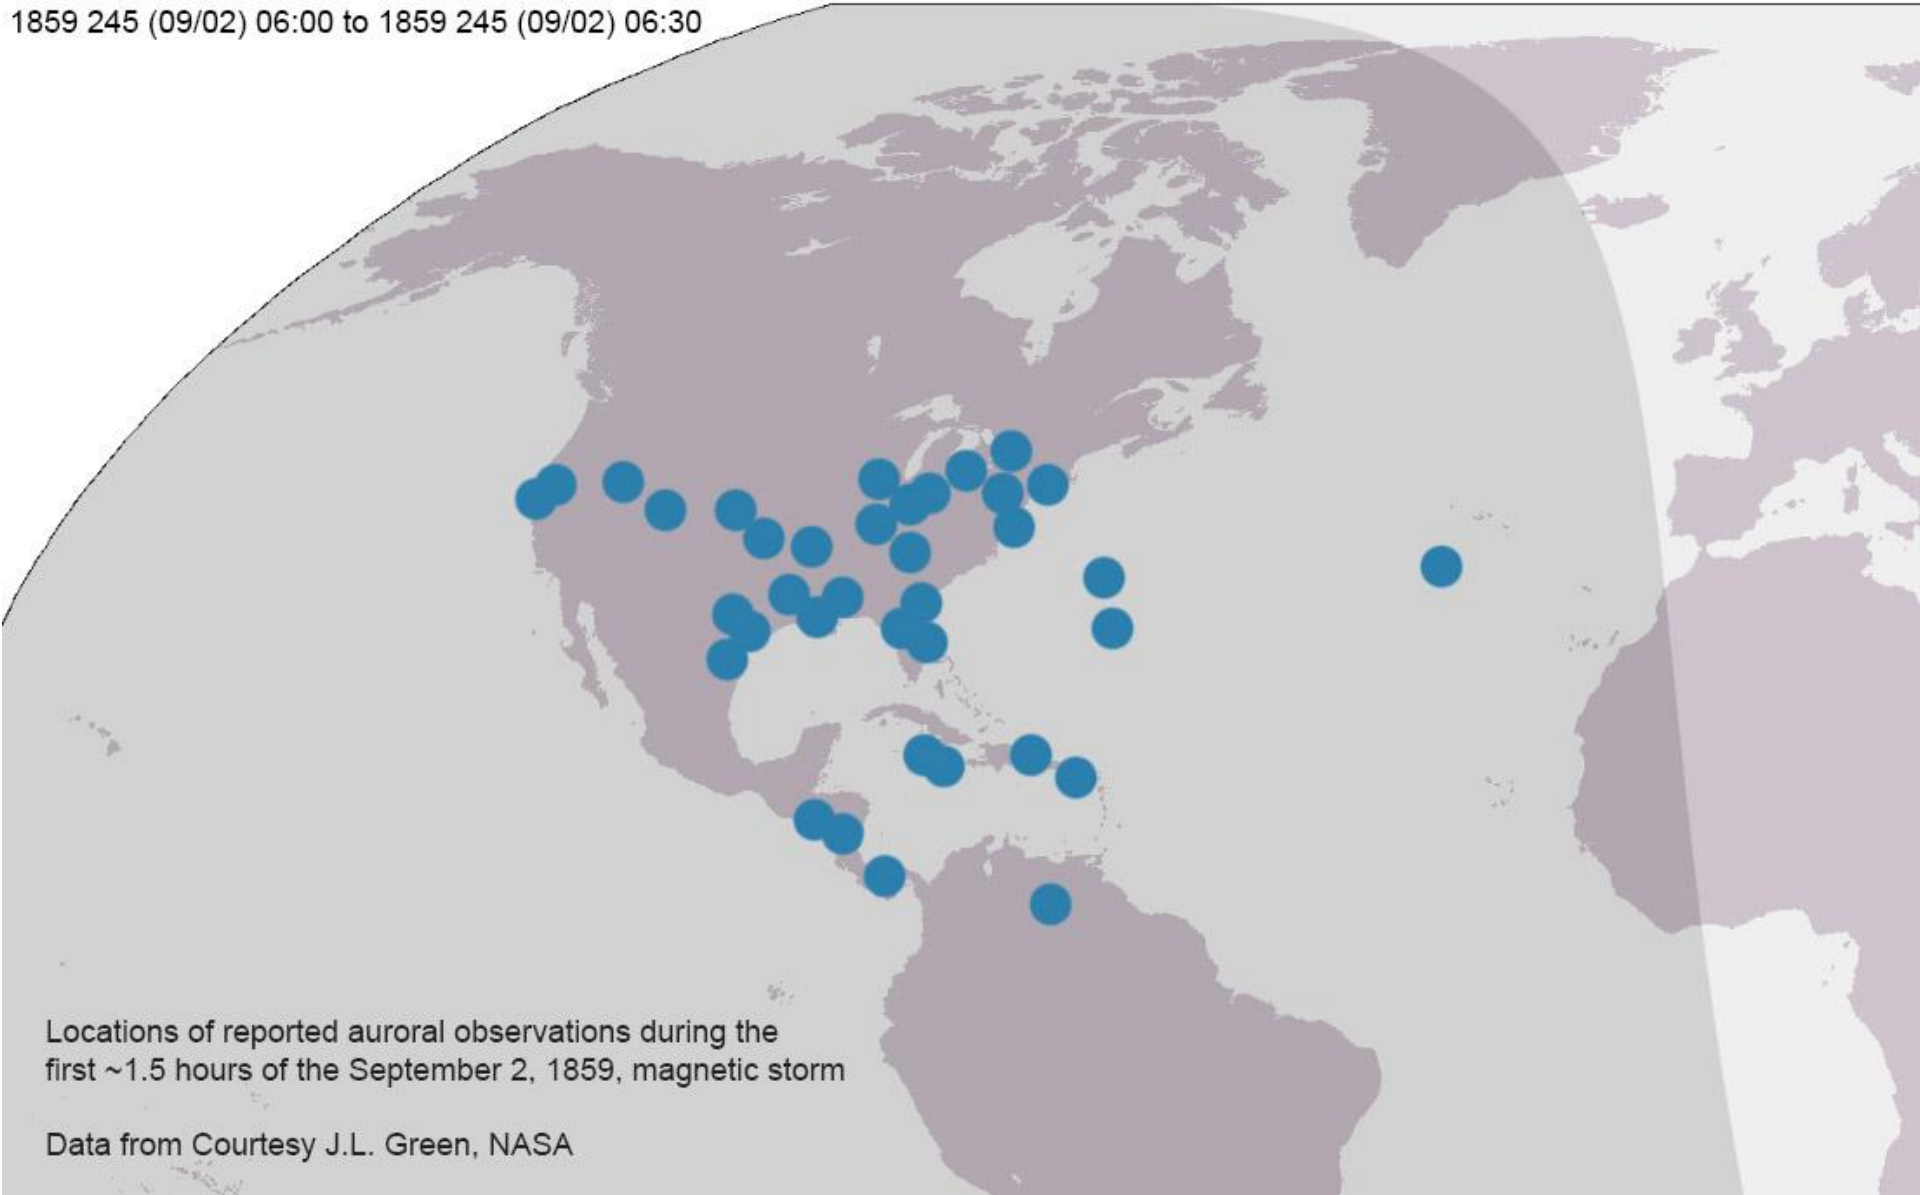 1859 245 (09/02) 06:00 to 1859 245 (09/02) 06:30
Locations of reported auroral observations during the
first ~1.5 hours of the September 2, 1859, magnetic storm
Data from Courtesy J.L. Green, NASA